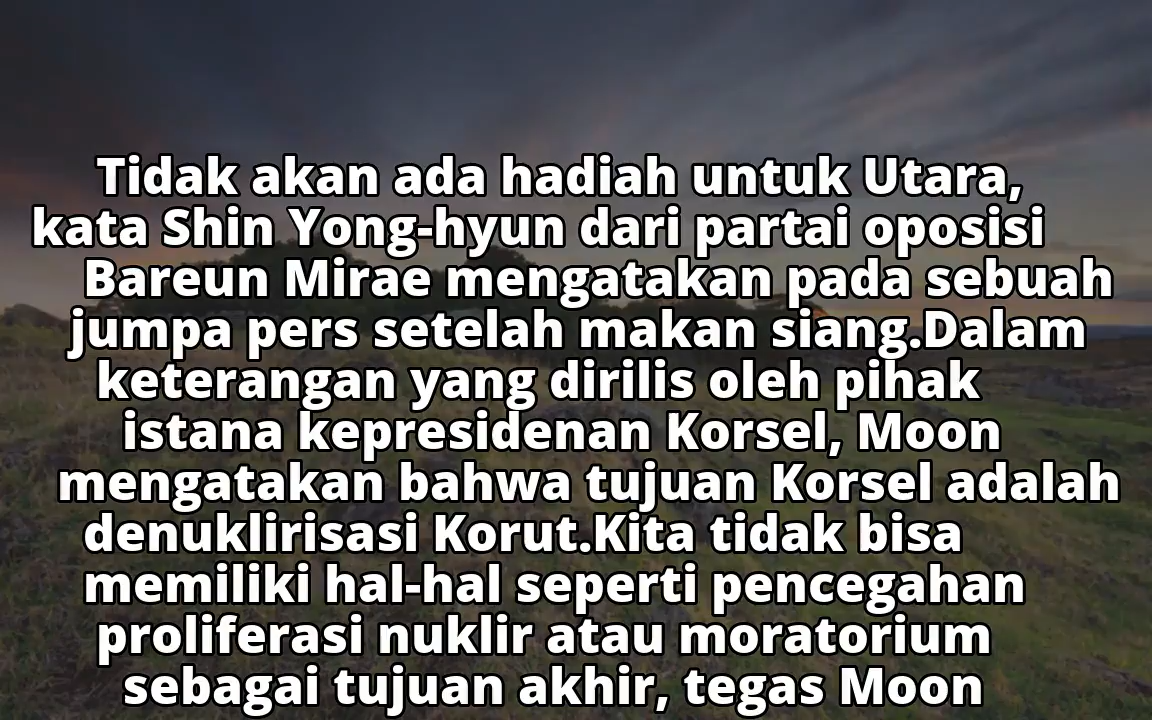 Tidak akan ada hadiah untuk Utara,
kata Shin Yong-hyun dari partai oposisi
Bareun Mirae mengatakan pada sebuah
jumpa pers setelah makan siang.Dalam
keterangan yang dirilis oleh pihak
istana kepresidenan Korsel, Moon
mengatakan bahwa tujuan Korsel adalah
denuklirisasi Korut.Kita tidak bisa
memiliki hal-hal seperti pencegahan
proliferasi nuklir atau moratorium
sebagai tujuan akhir, tegas Moon